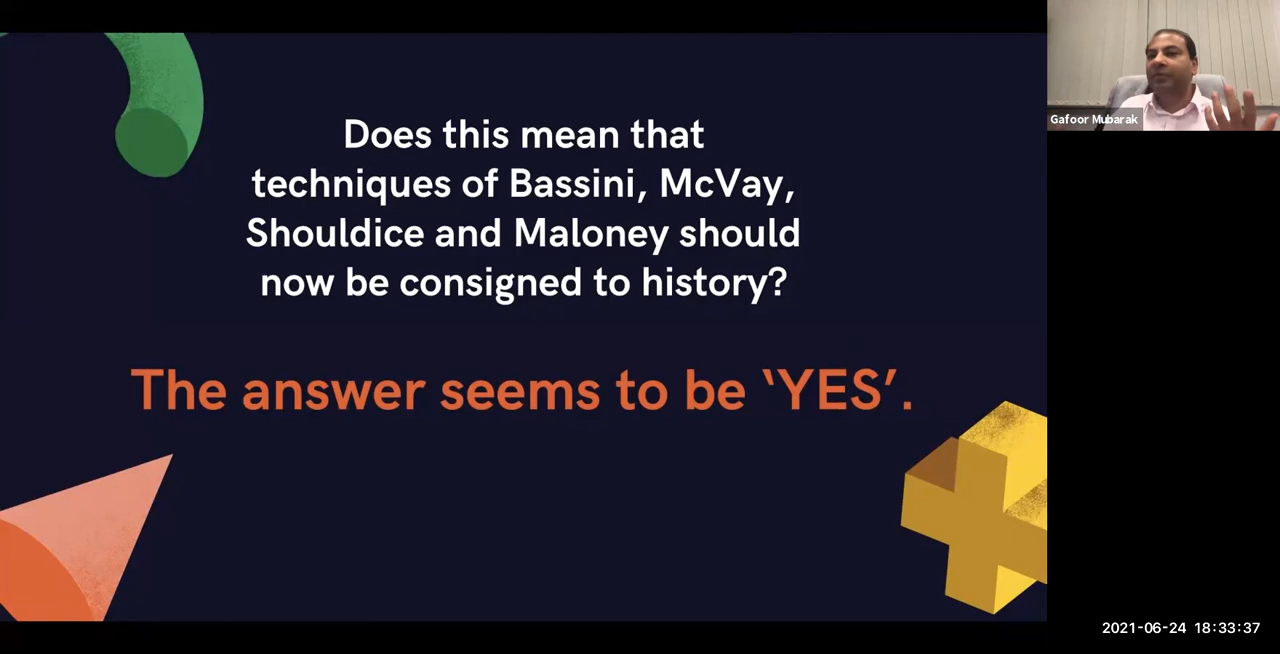 Does this mean that
techniques of Bassini, McVay,
Shouldice and Maloney should
now be consigned to history?
The answer seems to be ‘YES’.
Gafoor Mubarak
2021-06-24 18:33:37